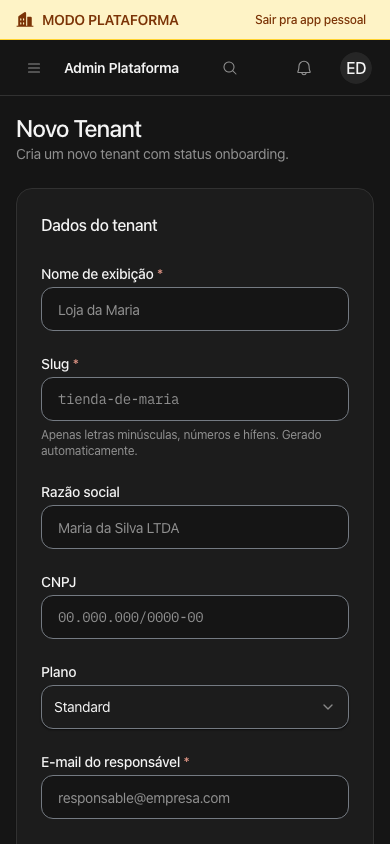 MODO PLATAFORMA
Sair pra app pessoal
Admin Plataforma
ED
Novo Tenant
Cria um novo tenant com status onboarding.
Dados do tenant
Nome de exibição *
Loja da Maria
Slug *
tienda-de-maria
Apenas letras minúsculas, números e hífens. Gerado
automaticamente.
Razão social
Maria da Silva LTDA
CNPJ
00.000.000/0000-00
Plano
Standard
E-mail do responsável *
responsable@empresa.com